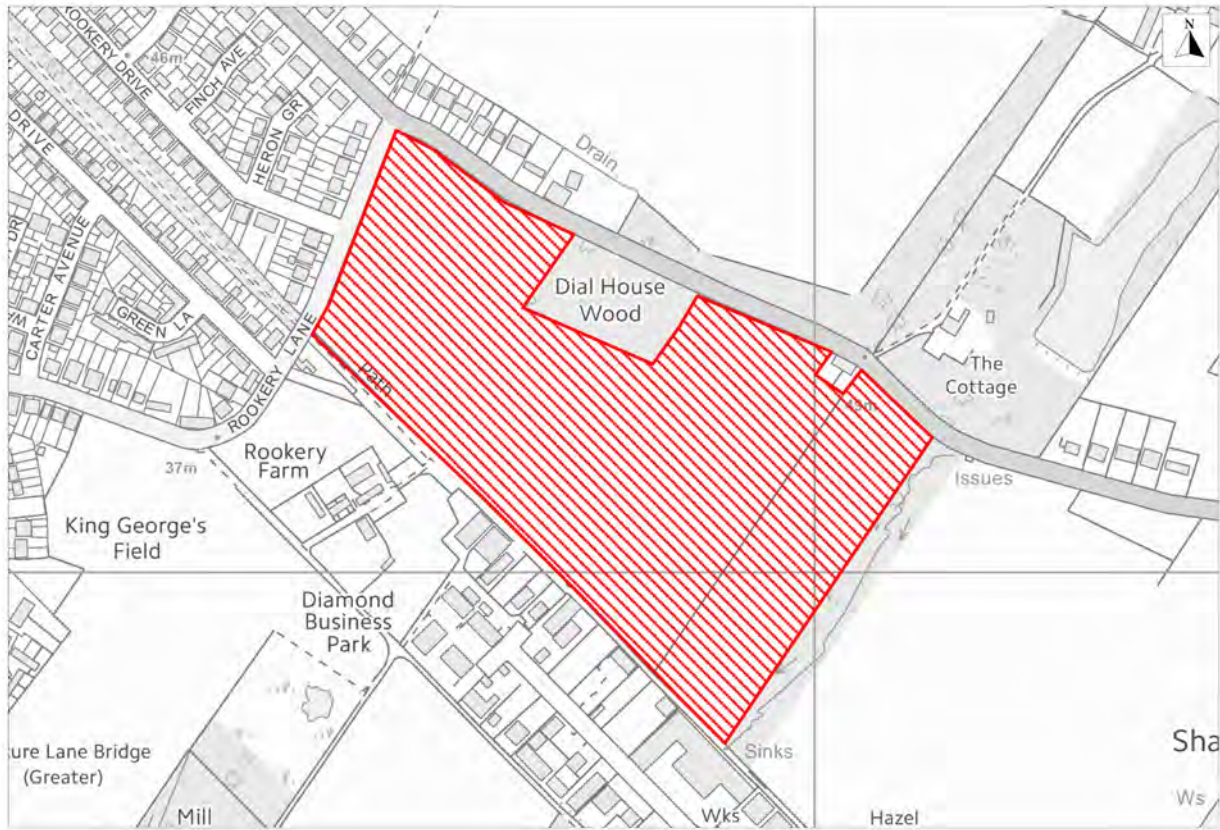 N
ROOKERY DRIVE
46m
FINCH AVE
HERON GR
DRIVE
Drain
CARTER AVENUE
GREEN LA
ROOKERY LANE
Path
Dial House
Wood
The
Cottage
45m
Issues
37m
Rookery
Farm
King George's
Field
Diamond
Business
Park
ure Lane Bridge
(Greater)
Mill
Sinks
Wks
Hazel
Sha
Ws